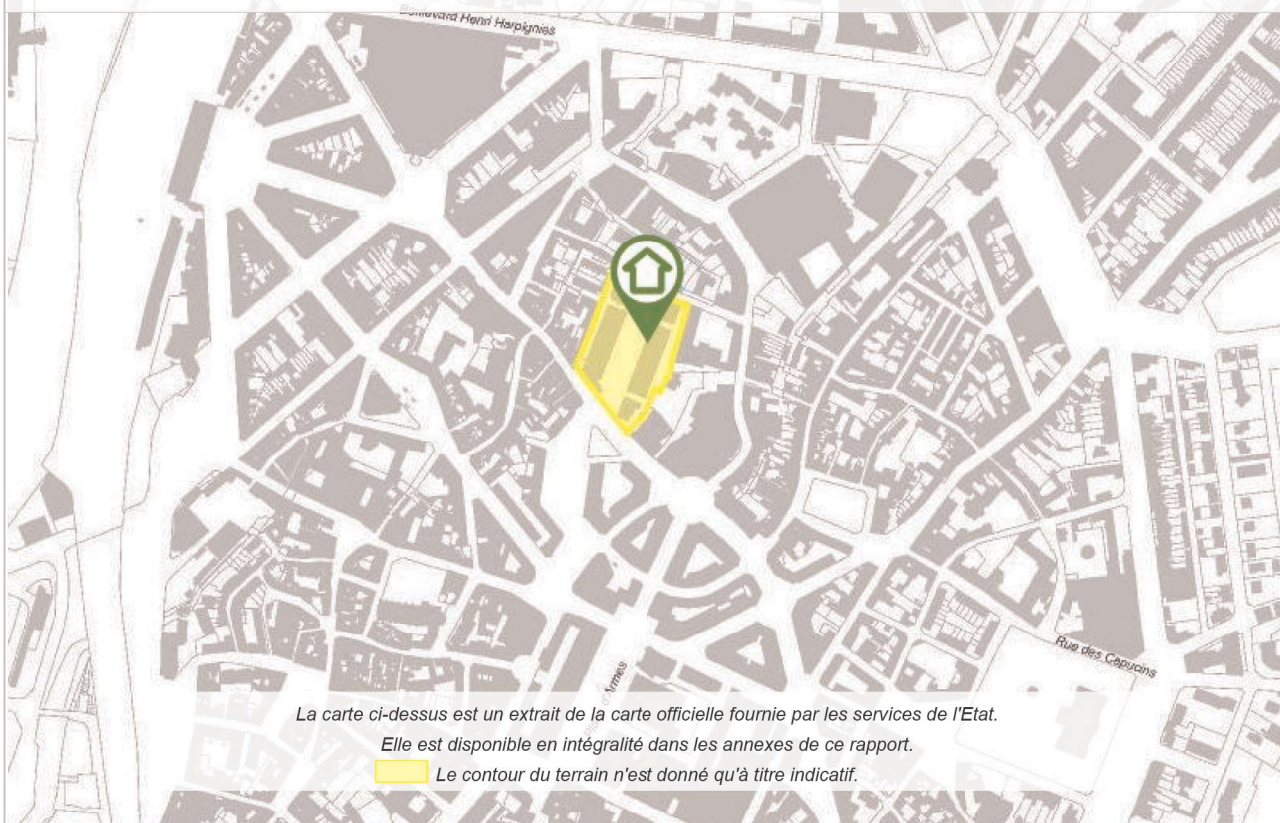 Boulevard Henri Harpignies
Rue des Capucins
d'Armes
La carte ci-dessus est un extrait de la carte officielle fournie par les services de l'Etat.
Elle est disponible en intégralité dans les annexes de ce rapport.
Le contour du terrain n'est donné qu'à titre indicatif.